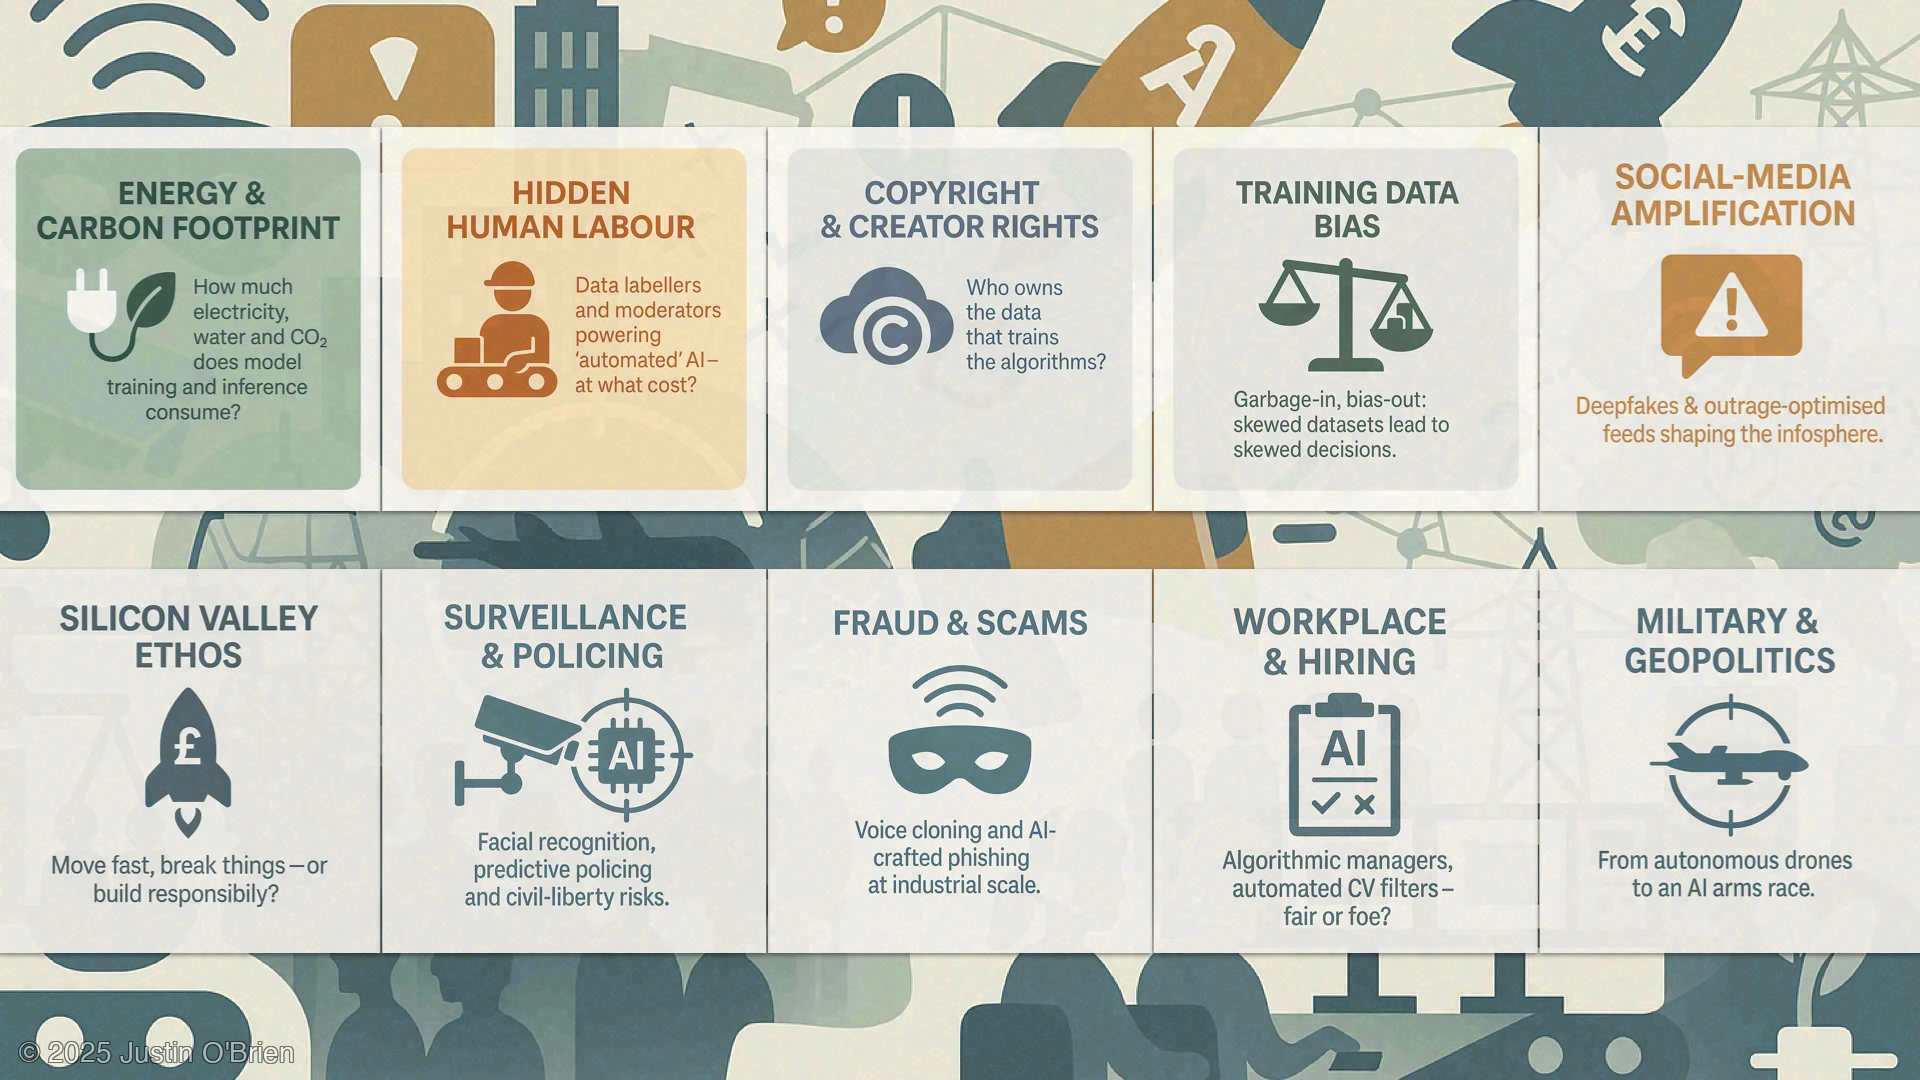 A
£
ENERGY &
CARBON FOOTPRINT
How much
electricity,
water and CO₂
does model
training and inference
consume?
HIDDEN
HUMAN LABOUR
Data labellers
and moderators
powering
‘automated’ AI–
at what cost?
COPYRIGHT
& CREATOR RIGHTS
C
Who owns
the data
that trains
the algorithms?
TRAINING DATA
BIAS
Garbage-in, bias-out:
skewed datasets lead to
skewed decisions.
SOCIAL-MEDIA
AMPLIFICATION
!
Deepfakes & outrage-optimised
feeds shaping the infosphere.
@
SILICON VALLEY
ETHOS
£
Move fast, break things—or
build responsibily?
SURVEILLANCE
& POLICING
AI
Facial recognition,
predictive policing
and civil-liberty risks.
FRAUD & SCAMS
Voice cloning and AI-
crafted phishing
at industrial scale.
WORKPLACE
& HIRING
AI
Algorithmic managers,
automated CV filters–
fair or foe?
MILITARY &
GEOPOLITICS
From autonomous drones
to an AI arms race.
© 2025 Justin O'Brien